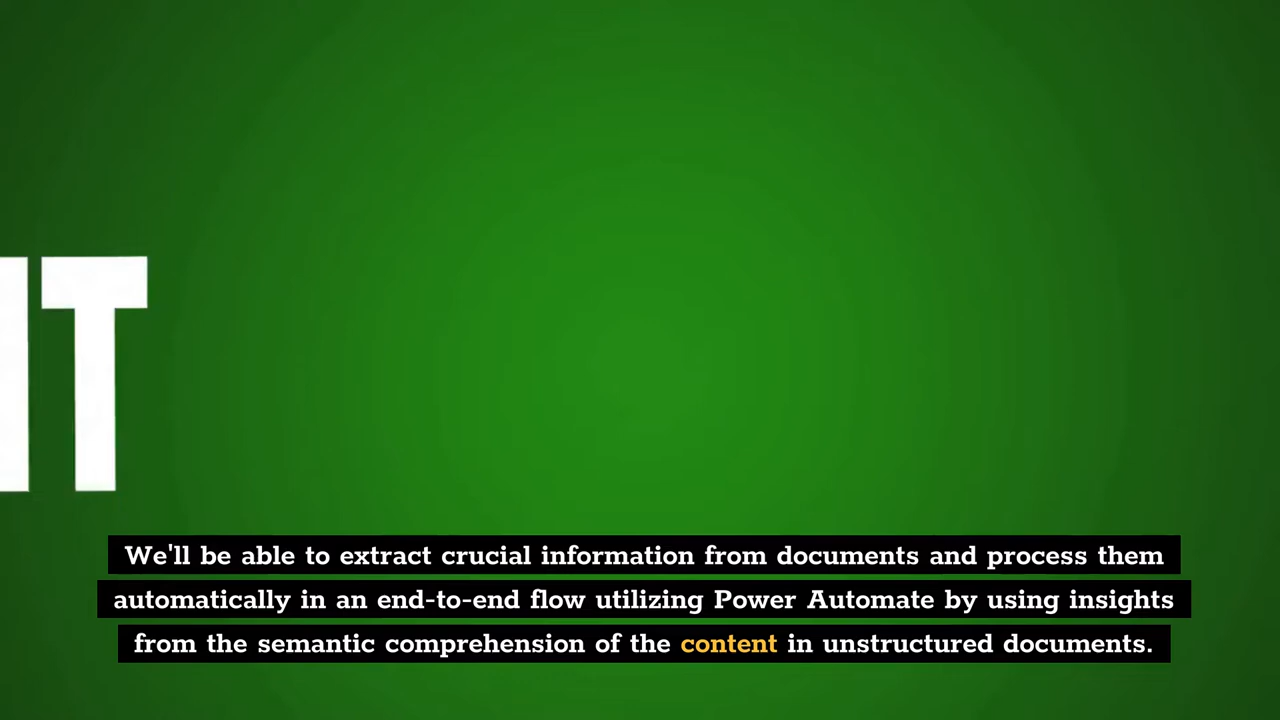 IT
We'll be able to extract crucial information from documents and process them
automatically in an end-to-end flow utilizing Power Automate by using insights
from the semantic comprehension of the content in unstructured documents.